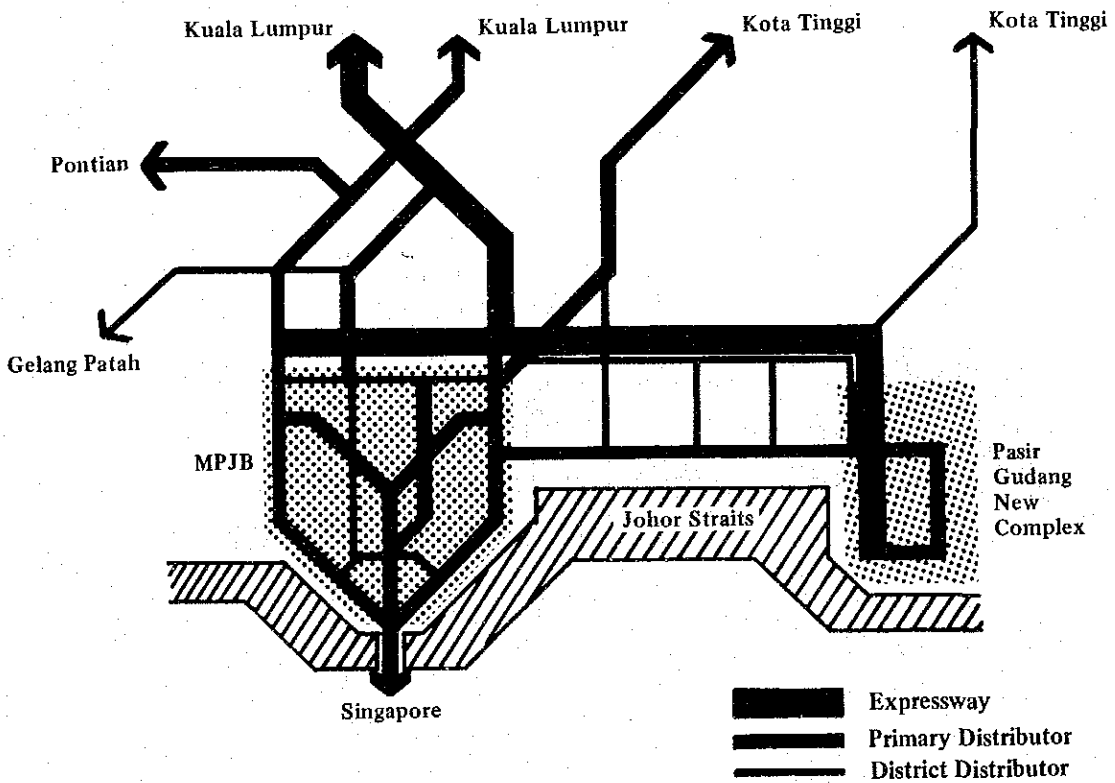 Kuala Lumpur
Kuala Lumpur
Kota Tinggi
Kota Tinggi
Pontian
Gelang Patah
MPJB
Pasir
Gudang
New
Complex
Johor Straits
Singapore
Expressway
Primary Distributor
District Distributor